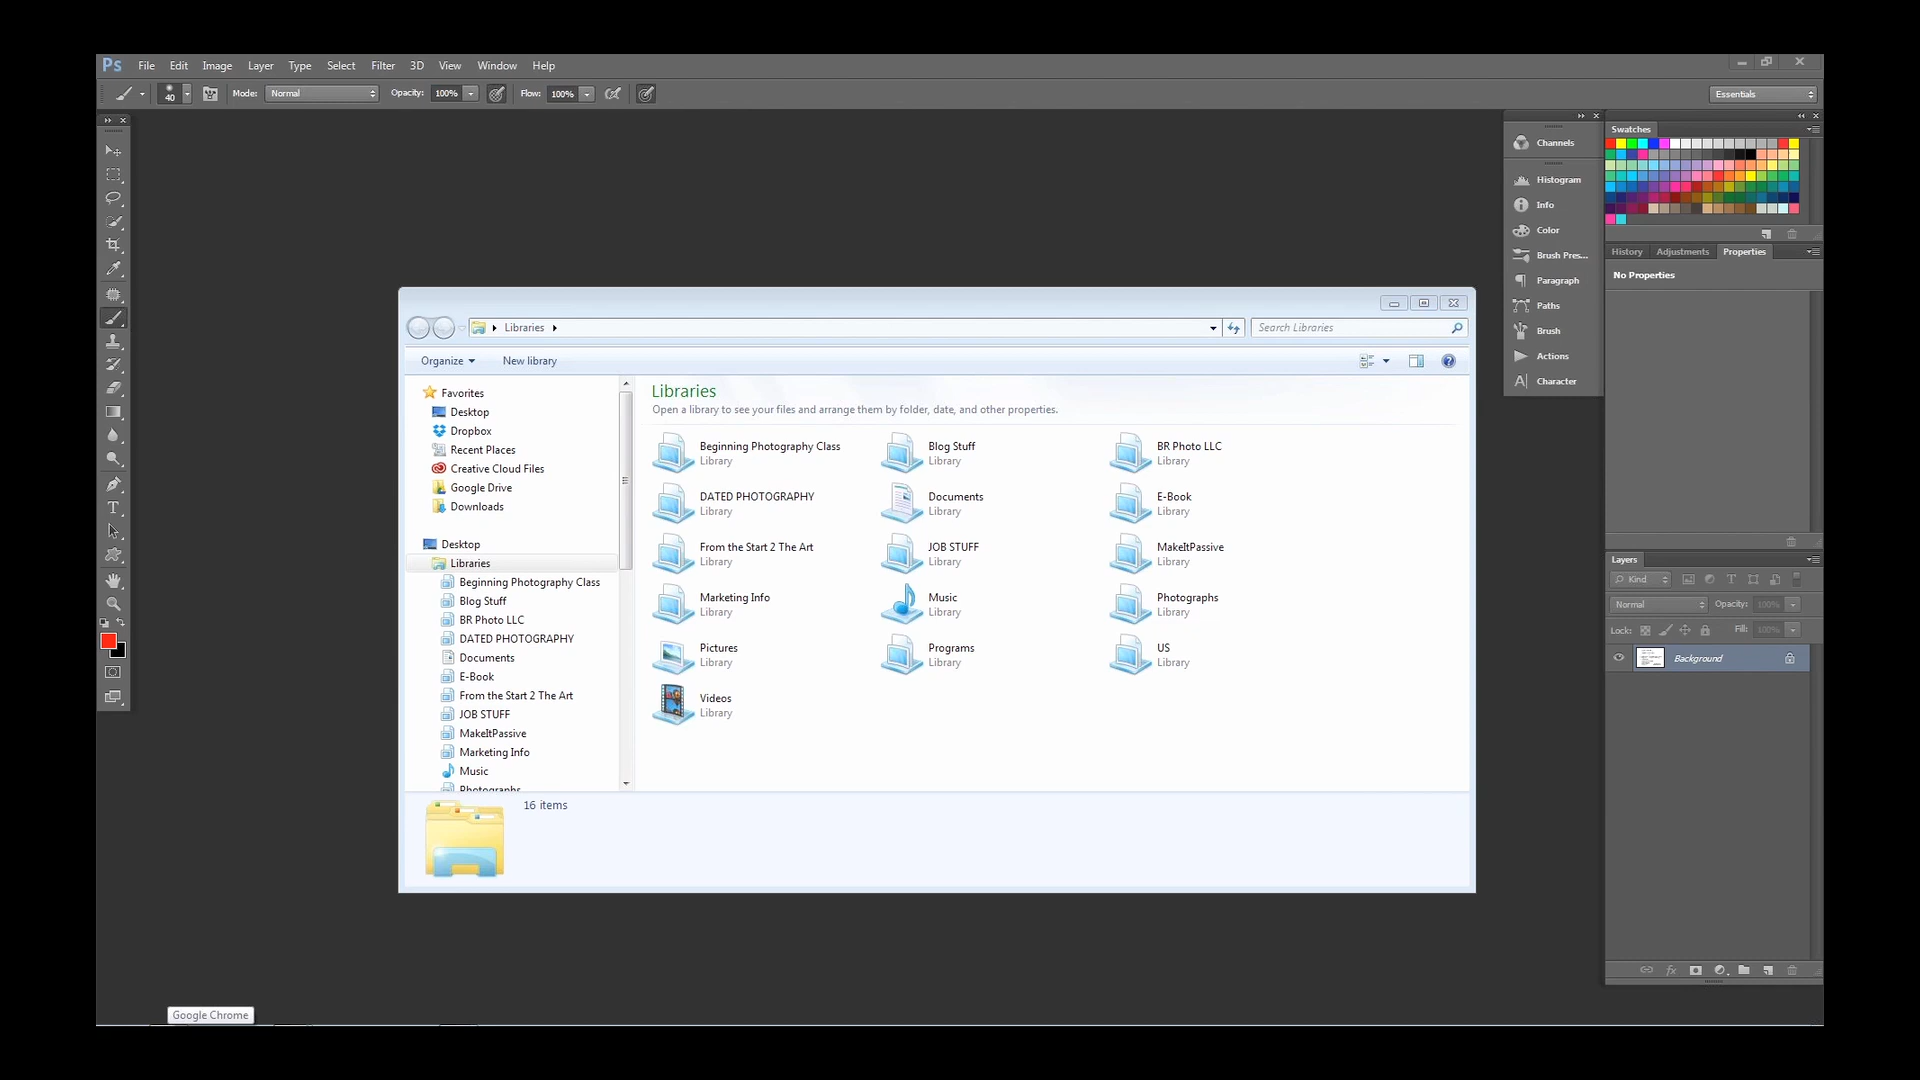 Ps File Edit Image Layer Type Select Filter 3D View Window Help
40 Mode: Normal Opacity: 100% Flow: 100% Essentials
Channels
Histogram
Info
Color
Brush Pres...
Paragraph
Paths
Brush
Actions
A| Character
Swatches
History Adjustments Properties
No Properties
Layers
Kind
Normal Opacity: 100%
Lock: Fill: 100%
Background
fx
Libraries
Search Libraries
Organize New library
Favorites
Desktop
Dropbox
Recent Places
Creative Cloud Files
Google Drive
Downloads
Desktop
Libraries
Beginning Photography Class
Blog Stuff
BR Photo LLC
DATED PHOTOGRAPHY
Documents
E-Book
From the Start 2 The Art
JOB STUFF
MakeItPassive
Marketing Info
Music
Photographs
Libraries
Open a library to see your files and arrange them by folder, date, and other properties.
Beginning Photography Class
Library
Blog Stuff
Library
BR Photo LLC
Library
DATED PHOTOGRAPHY
Library
Documents
Library
E-Book
Library
From the Start 2 The Art
Library
JOB STUFF
Library
MakeItPassive
Library
Marketing Info
Library
Music
Library
Photographs
Library
Pictures
Library
Programs
Library
US
Library
Videos
Library
16 items
Google Chrome